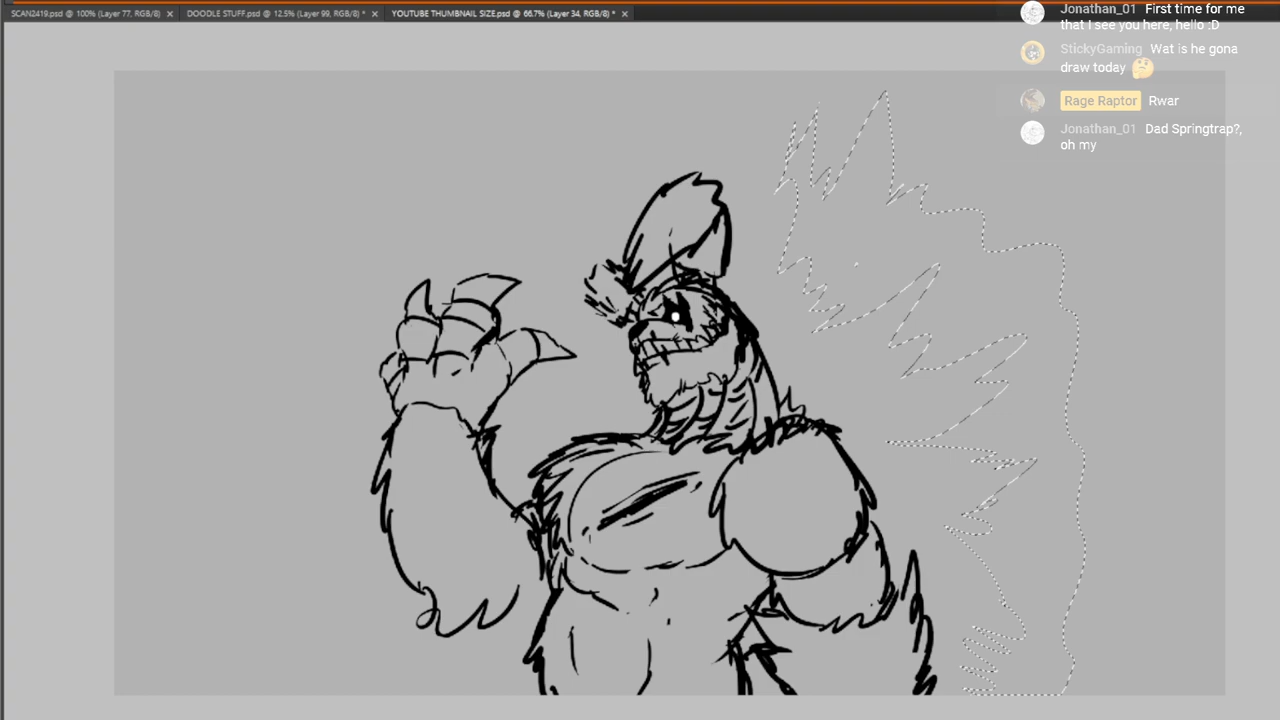 SCAN2419.psd @ 100% (Layer 77, RGB/8) ×
DOODLE STUFF.psd @ 12.5% (Layer 99, RGB/8) * ×
YOUTUBE THUMBNAIL SIZE.psd @ 66.7% (Layer 34, RGB/8) * ×
Jonathan_01 First time for me
that I see you here, hello :D
StickyGaming Wat is he gona
draw today 🤔
Rage Raptor Rwar
Jonathan_01 Dad Springtrap?,
oh my